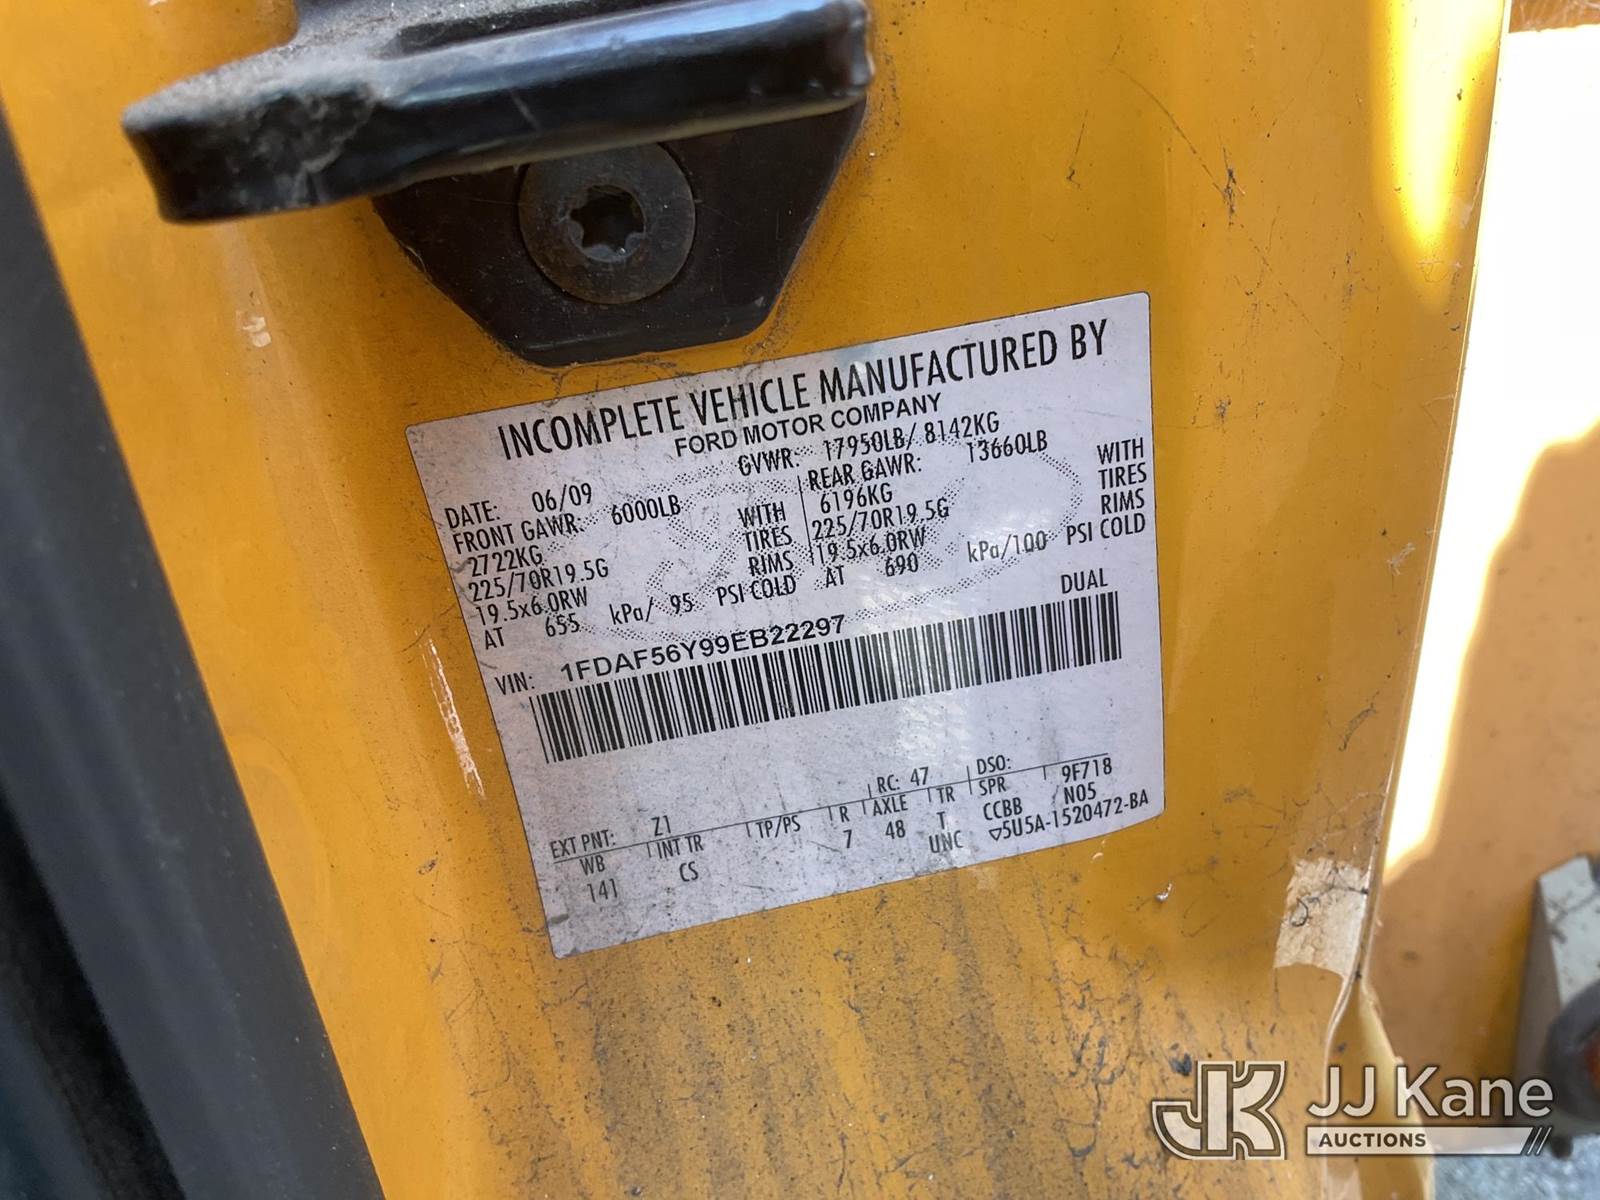 INCOMPLETE VEHICLE MANUFACTURED BY
FORD MOTOR COMPANY
DATE: 06/09 GVWR: 17950LB/ 8142KG
FRONT GAWR: 6000LB
2722KG WITH
225/70R19.5G TIRES
19.5x6.0RW RIMS
AT 655 kPa/ 95 PSI COLD
REAR GAWR: 13660LB
6196KG WITH
225/70R19.5G TIRES
19.5x6.0RW RIMS
AT 690 kPa/100 PSI COLD
DUAL
VIN: 1FDAF56Y99EB22297
EXT PNT: Z1 RC: 47 DSO: 9F718
WB INT TR TP/PS R AXLE TR SPR N05
141 CS 7 48 T CCBB
UNC ▽5U5A-1520472-BA
JK JJ Kane
AUCTIONS